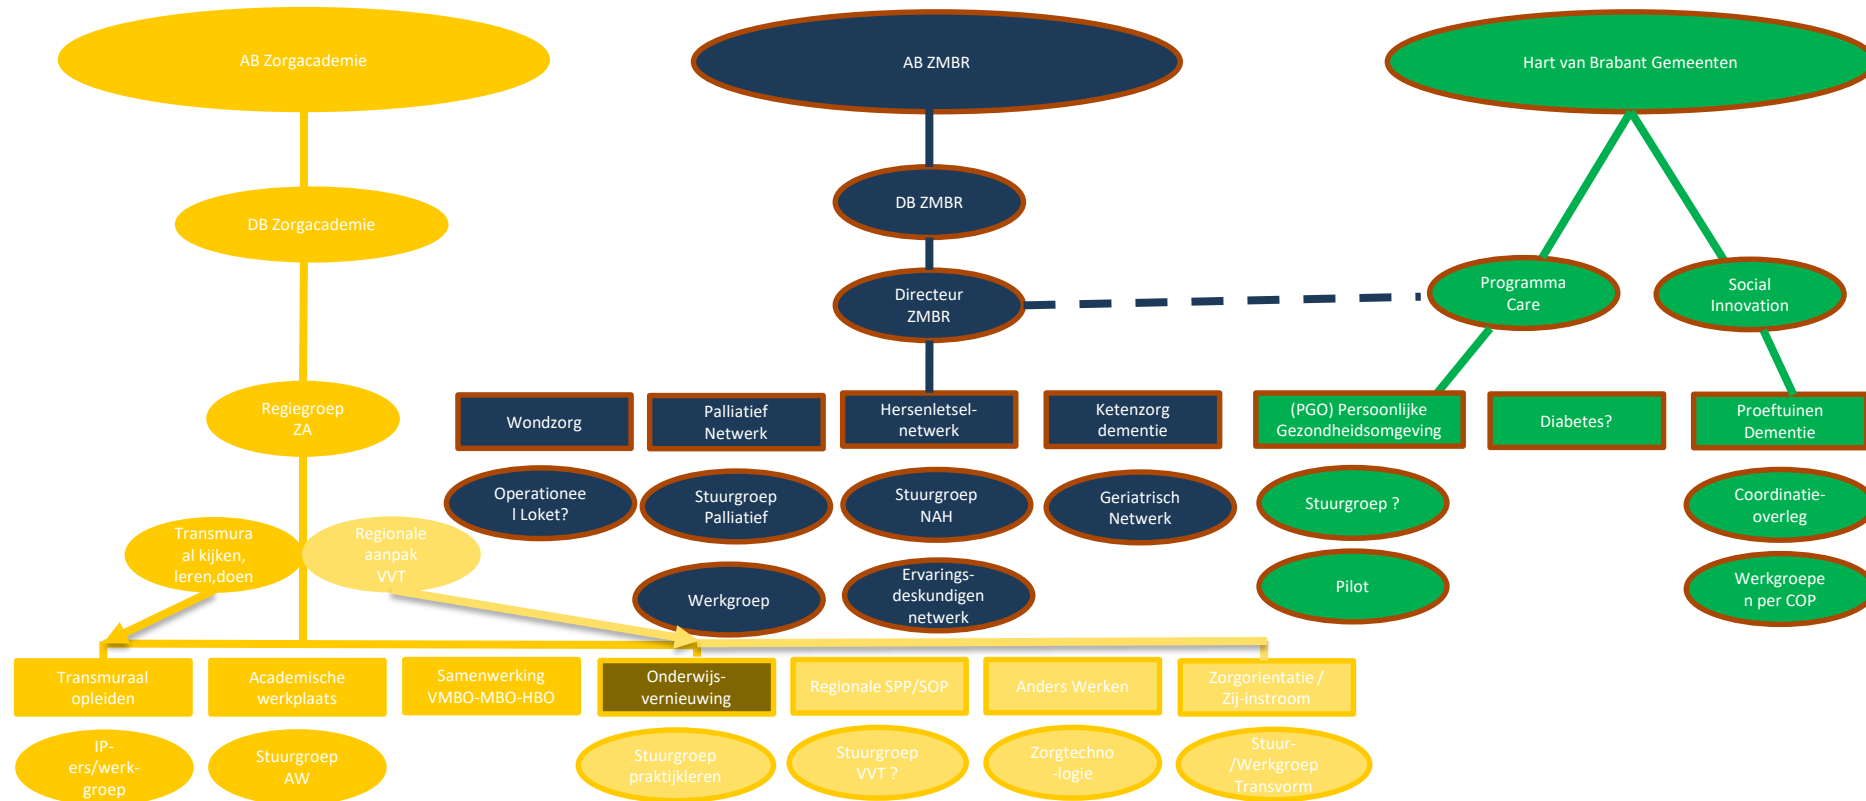 AB Zorgacademie
AB ZMBR
Hart van Brabant Gemeenten
DB ZMBR
DB Zorgacademie
Directeur
ZMBR
Programma
Care
Social
Innovation
Regiegroep
ZA
Wondzorg
Palliatief
Netwerk
Hersenletsel-
netwerk
Ketenzorg
dementie
(PGO) Persoonlijke
Gezondheidsomgeving
Diabetes?
Proeftuinen
Dementie
Operationee
l Loket?
Stuurgroep
Palliatief
Stuurgroep
NAH
Geriatrisch
Netwerk
Stuurgroep ?
Coordinatie-
overleg
Transmura
al kijken,
leren,doen
Regionale
aanpak
VVT
Werkgroep
Ervarings-
deskundigen
netwerk
Pilot
Werkgroepe
n per COP
Transmuraal
opleiden
Academische
werkplaats
Samenwerking
VMBO-MBO-HBO
Onderwijs-
vernieuwing
Regionale SPP/SOP
Anders Werken
Zorgorientatie /
Zij-instroom
IP-
ers/werk-
groep
Stuurgroep
AW
Stuurgroep
praktijkleren
Stuurgroep
VVT ?
Zorgtechno
-logie
Stuur-
/Werkgroep
Transvorm